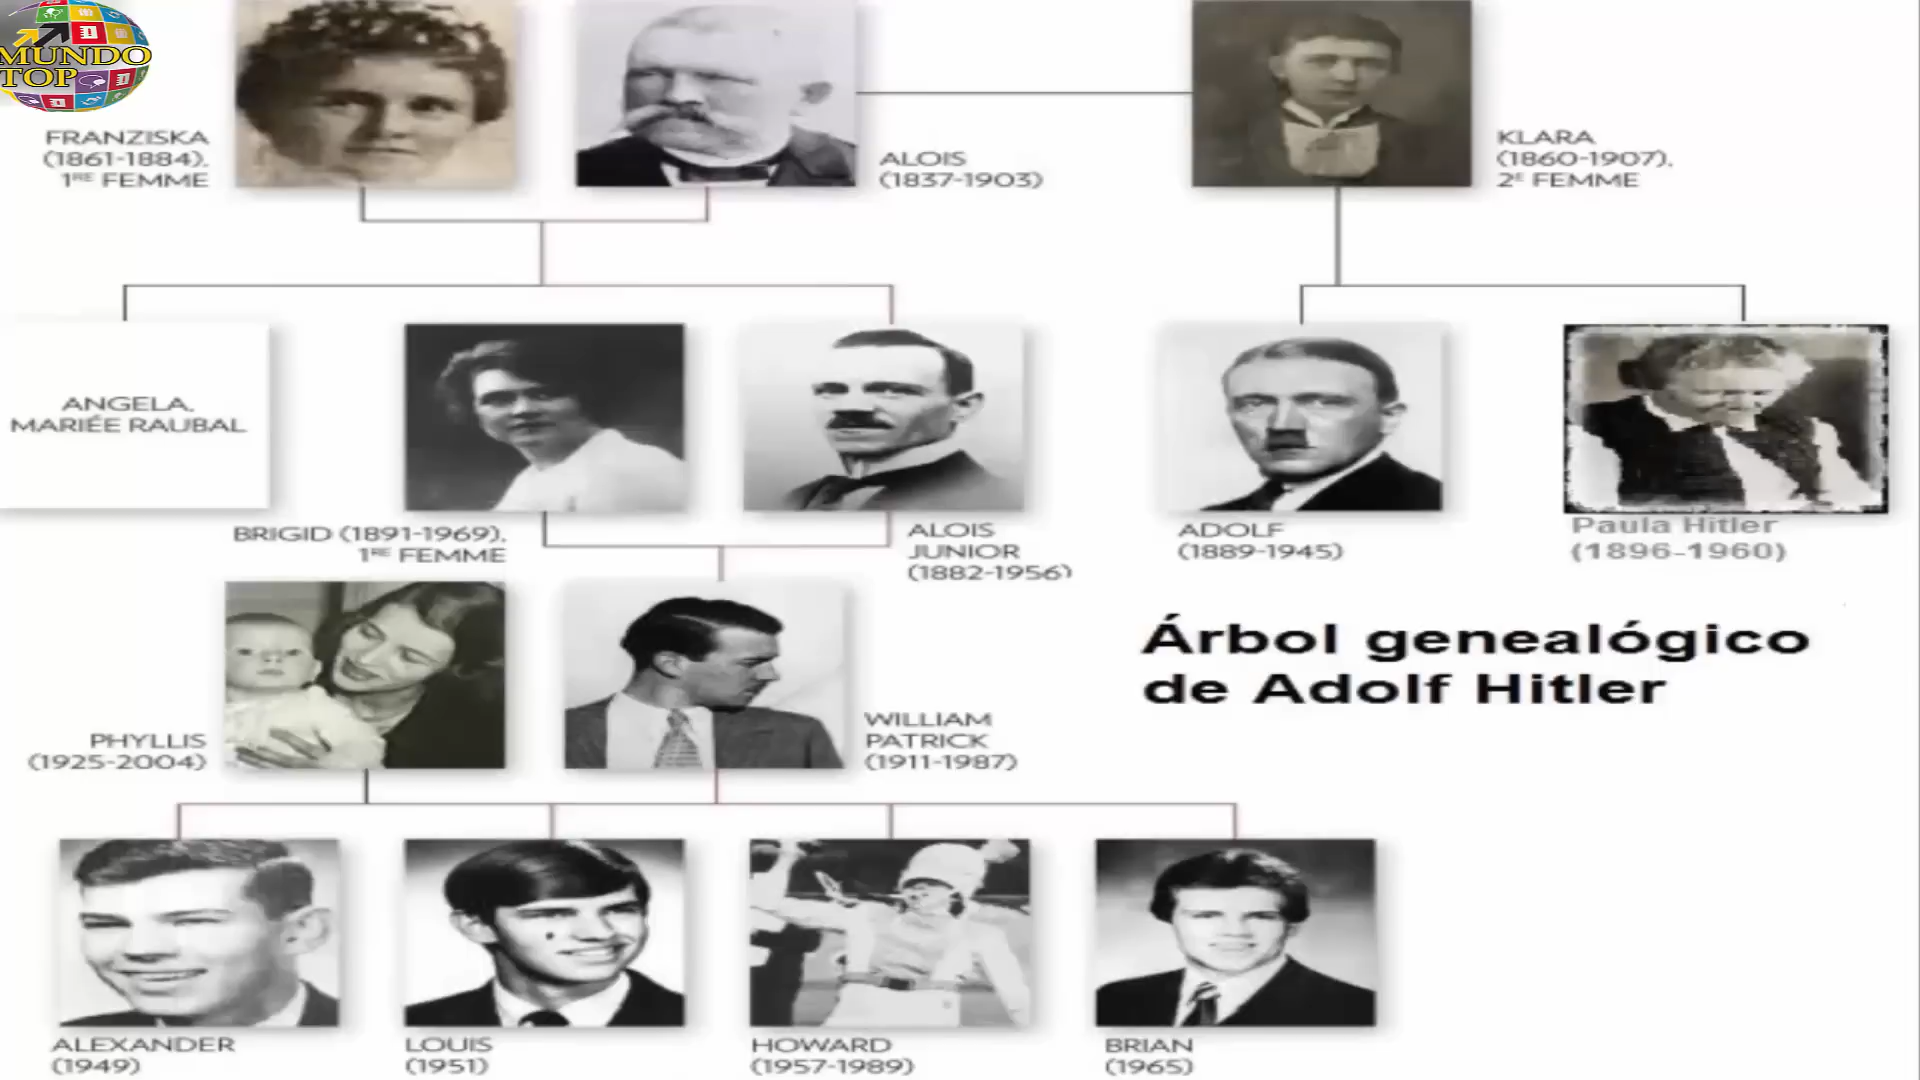 MUNDO
TOP
FRANZISKA
(1861-1884),
1RE FEMME
ALOIS
(1837-1903)
KLARA
(1860-1907),
2E FEMME
ANGELA,
MARIÉE RAUBAL
BRIGID (1891-1969),
1RE FEMME
ALOIS
JUNIOR
(1882-1956)
ADOLF
(1889-1945)
Paula Hitler
(1896-1960)
Árbol genealógico
de Adolf Hitler
PHYLLIS
(1925-2004)
WILLIAM
PATRICK
(1911-1987)
ALEXANDER
(1949)
LOUIS
(1951)
HOWARD
(1957-1989)
BRIAN
(1965)